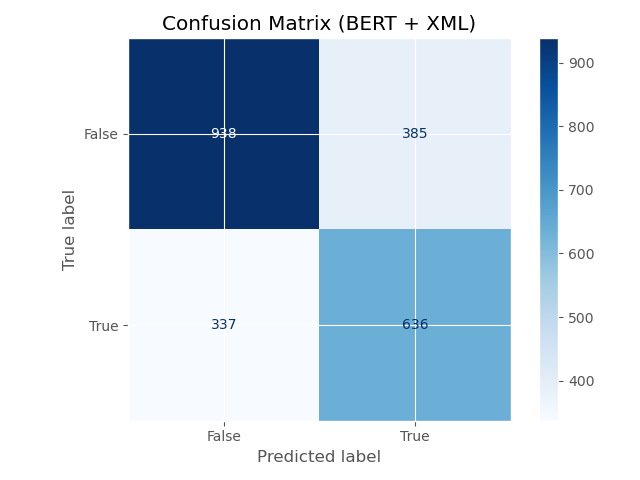 Confusion Matrix (BERT + XML)
True label
False
938
385
True
337
636
False
True
Predicted label
900
800
700
600
500
400